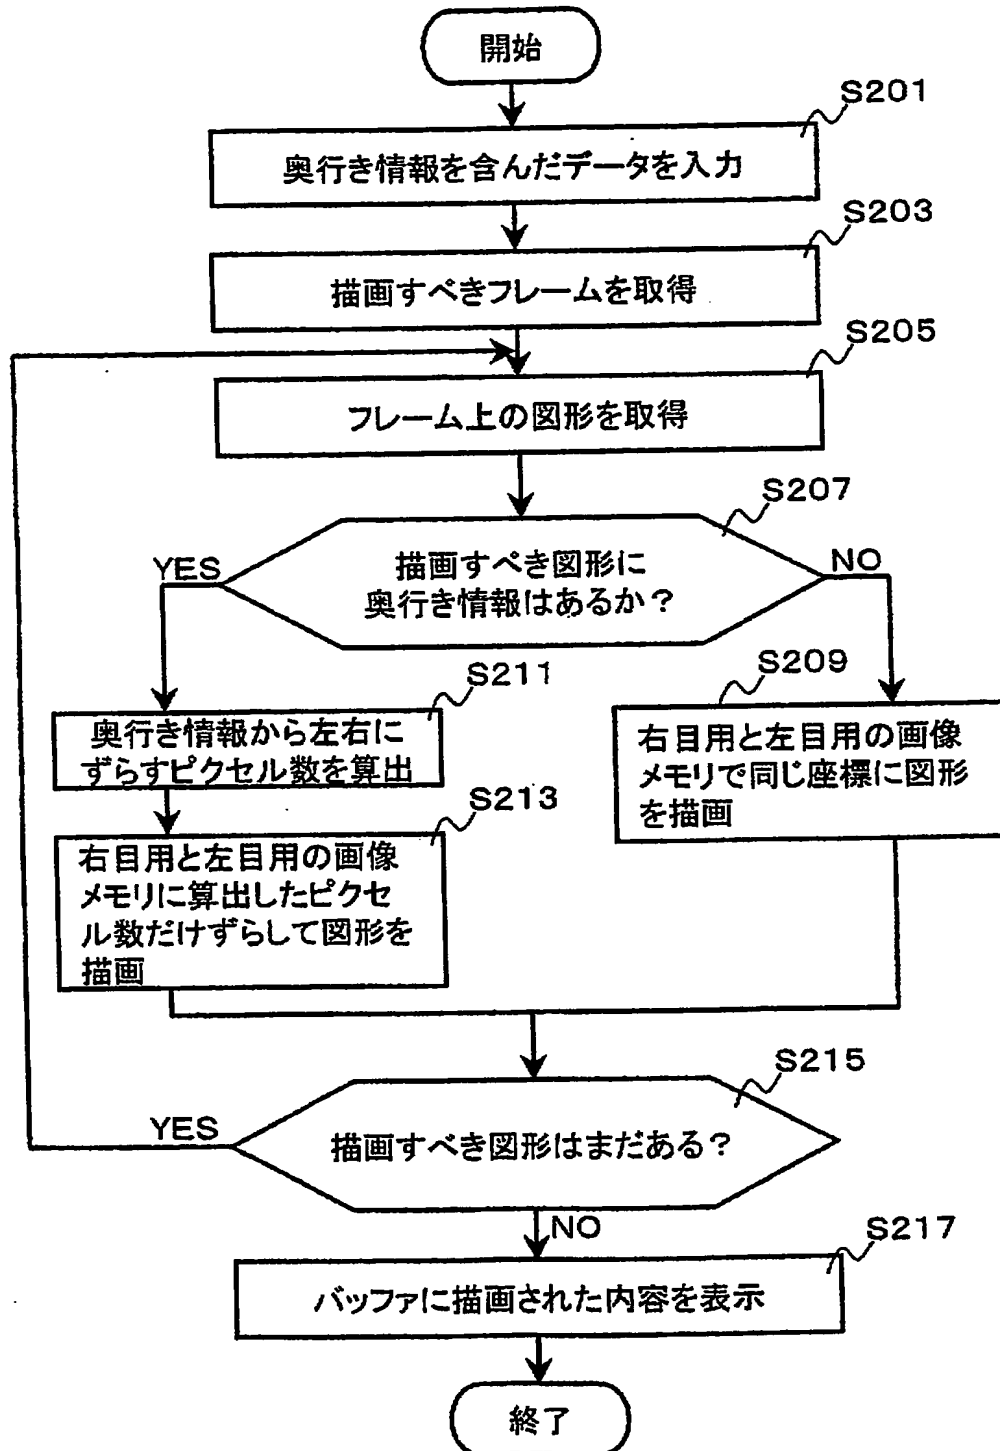 開始
S201
奥行き情報を含んだデータを入力
S203
描画すべきフレームを取得
S205
フレーム上の図形を取得
S207
描画すべき図形に
奥行き情報はあるか？
YES
NO
S211
奥行き情報から左右に
ずらすピクセル数を算出
S209
右目用と左目用の画像
メモリで同じ座標に図形
を描画
S213
右目用と左目用の画像
メモリに算出したピクセ
ル数だけずらして図形を
描画
S215
描画すべき図形はまだある？
YES
NO
S217
バッファに描画された内容を表示
終了